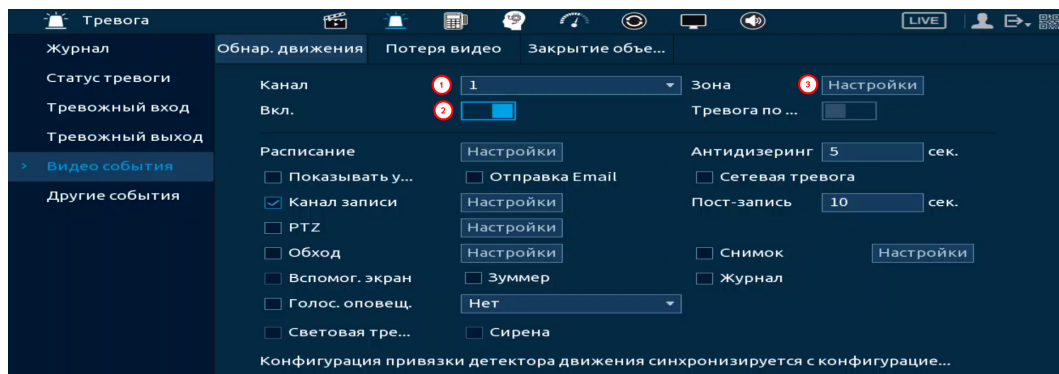 Тревога LIVE
Журнал
Статус тревоги
Тревожный вход
Тревожный выход
Видео события
Другие события
Обнар. движения Потеря видео Закрытие объе...
Канал 1 1 Зона 3 Настройки
Вкл. 2 Тревога по ...
Расписание Настройки Антидизеринг 5 сек.
Показывать у... Отправка Email Сетевая тревога
Канал записи Настройки Пост-запись 10 сек.
PTZ Настройки
Обход Настройки Снимок Настройки
Вспомог. экран Зуммер Журнал
Голос. оповещ. Нет
Световая тре... Сирена
Конфигурация привязки детектора движения синхронизируется с конфигурацие...